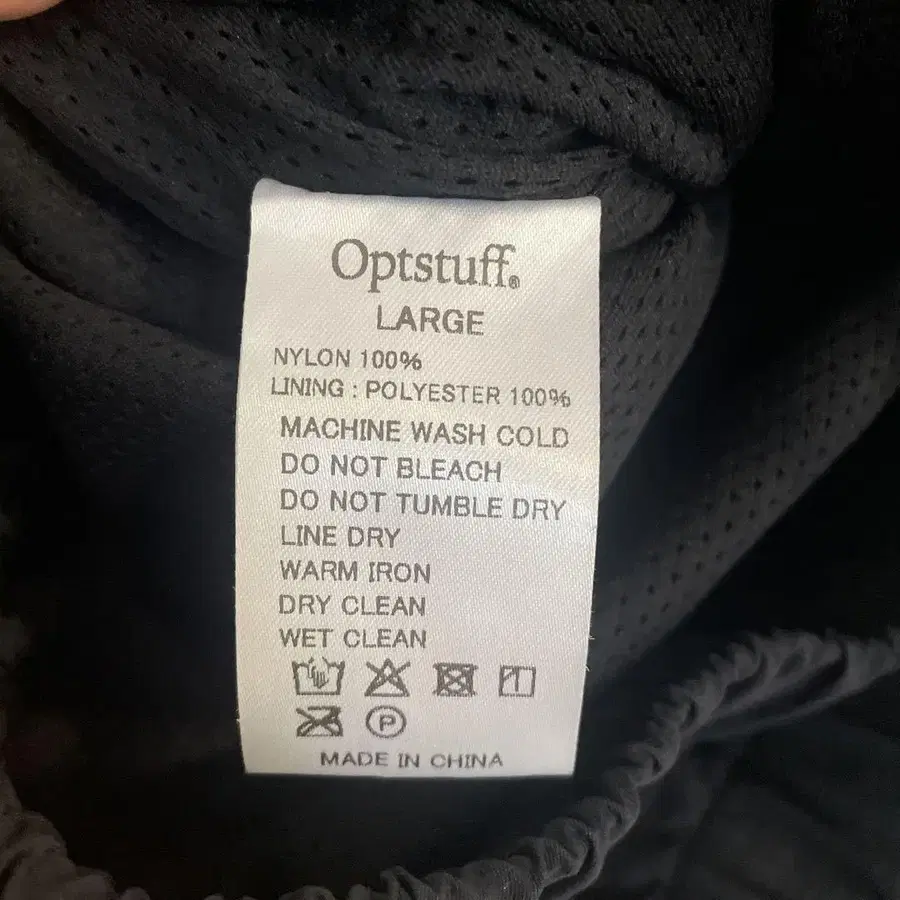 Optstuff®
LARGE
NYLON 100%
LINING : POLYESTER 100%
MACHINE WASH COLD
DO NOT BLEACH
DO NOT TUMBLE DRY
LINE DRY
WARM IRON
DRY CLEAN
WET CLEAN
P
MADE IN CHINA